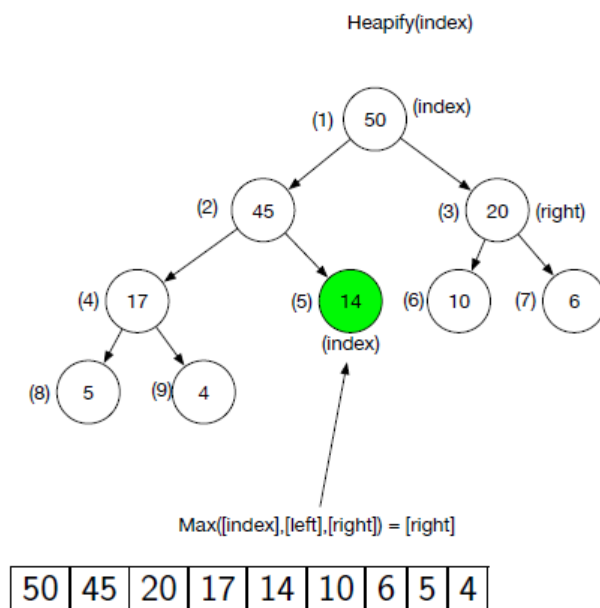 Heapify(index)
(1) 50 (index)
(2) 45 (3) 20 (right)
(4) 17 (5) 14 (6) 10 (7) 6
(index)
(8) 5 (9) 4
Max([index],[left],[right]) = [right]
50 45 20 17 14 10 6 5 4